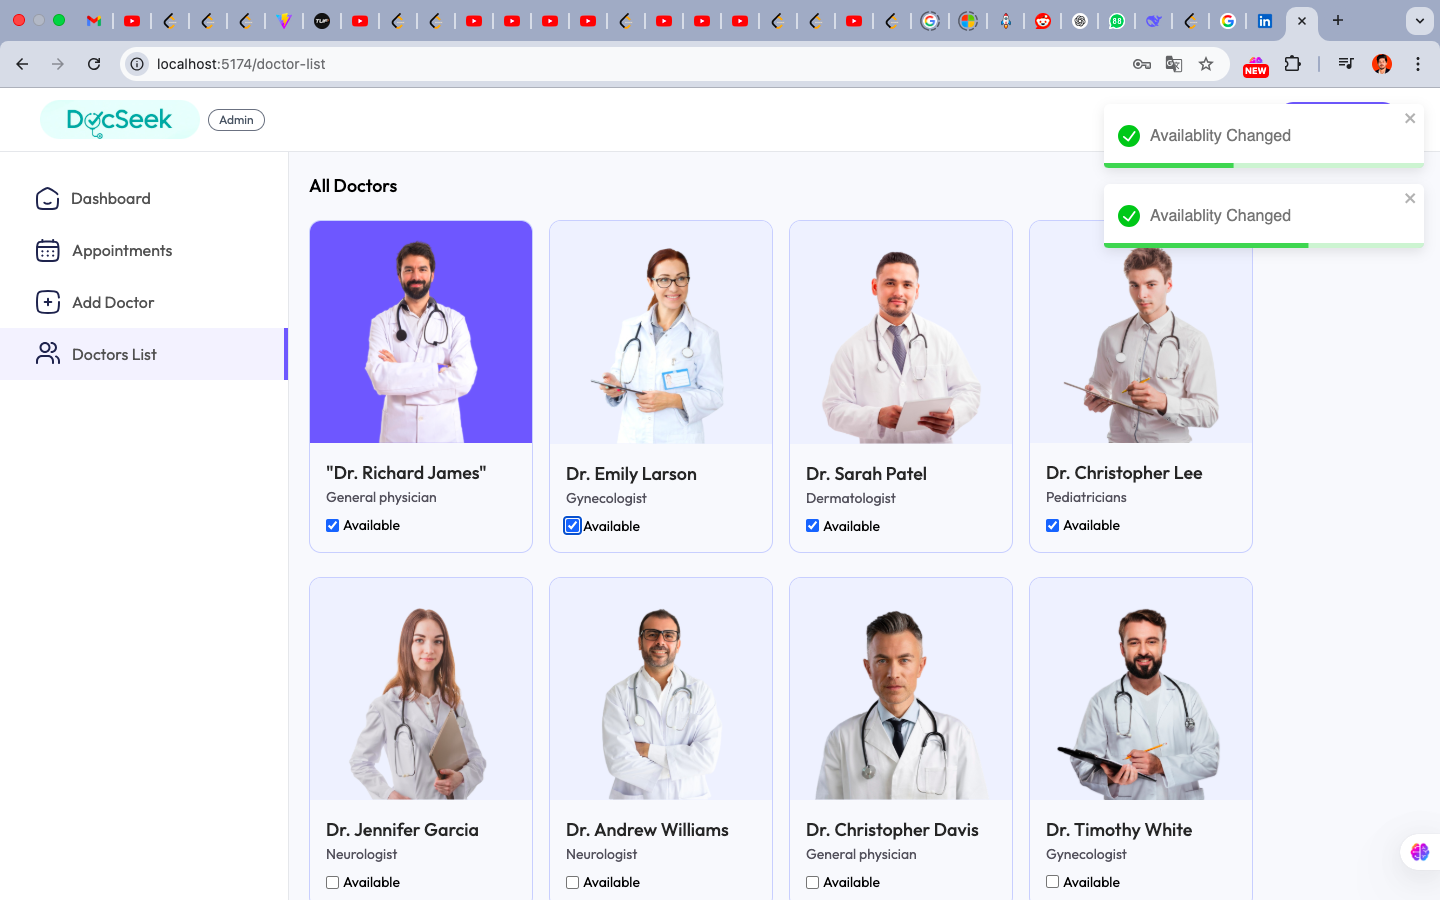 TUF
88
localhost:5174/doctor-list
NEW
DocSeek
Admin
Availablity Changed
Availablity Changed
Dashboard
Appointments
Add Doctor
Doctors List
All Doctors
"Dr. Richard James"
General physician
Available
Dr. Emily Larson
Gynecologist
Available
Dr. Sarah Patel
Dermatologist
Available
Dr. Christopher Lee
Pediatricians
Available
Dr. Jennifer Garcia
Neurologist
Available
Dr. Andrew Williams
Neurologist
Available
Dr. Christopher Davis
General physician
Available
Dr. Timothy White
Gynecologist
Available